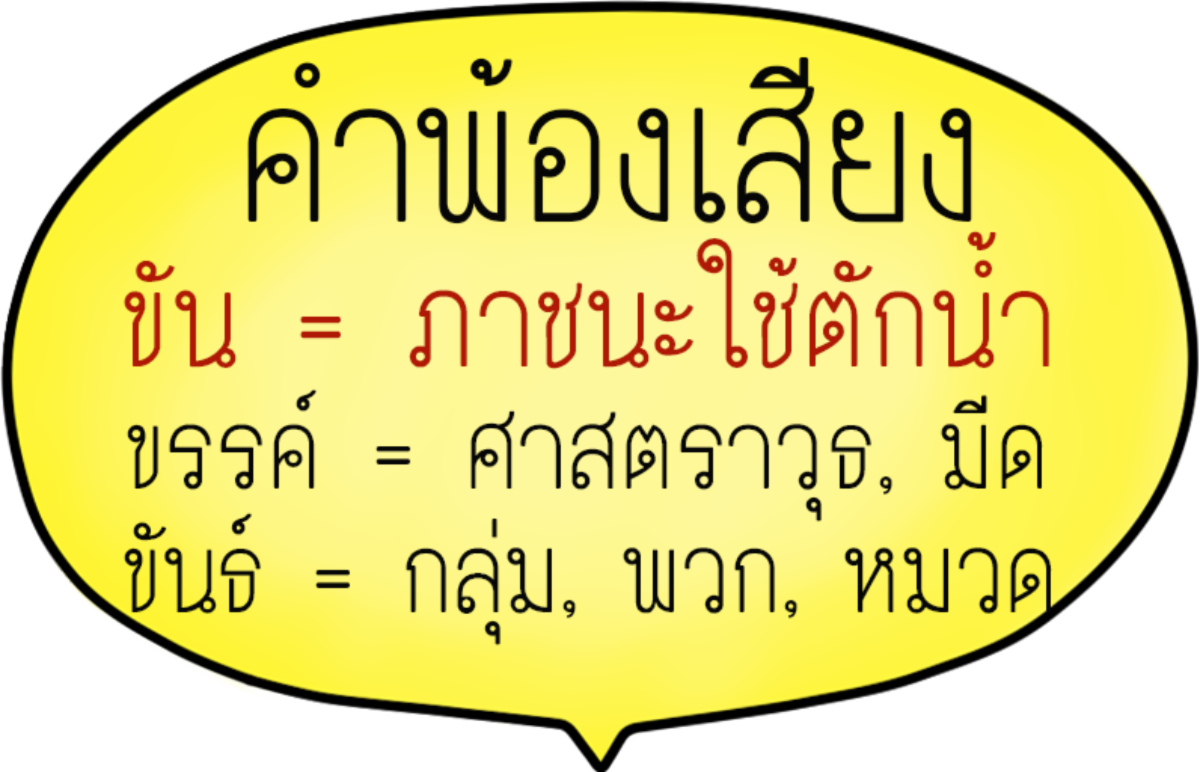 คำพ้องเสียง
ขัน = ภาชนะใช้ตักน้ำ
ขรรค์ = ศาสตราวุธ, มีด
ขันธ์ = กลุ่ม, พวก, หมวด